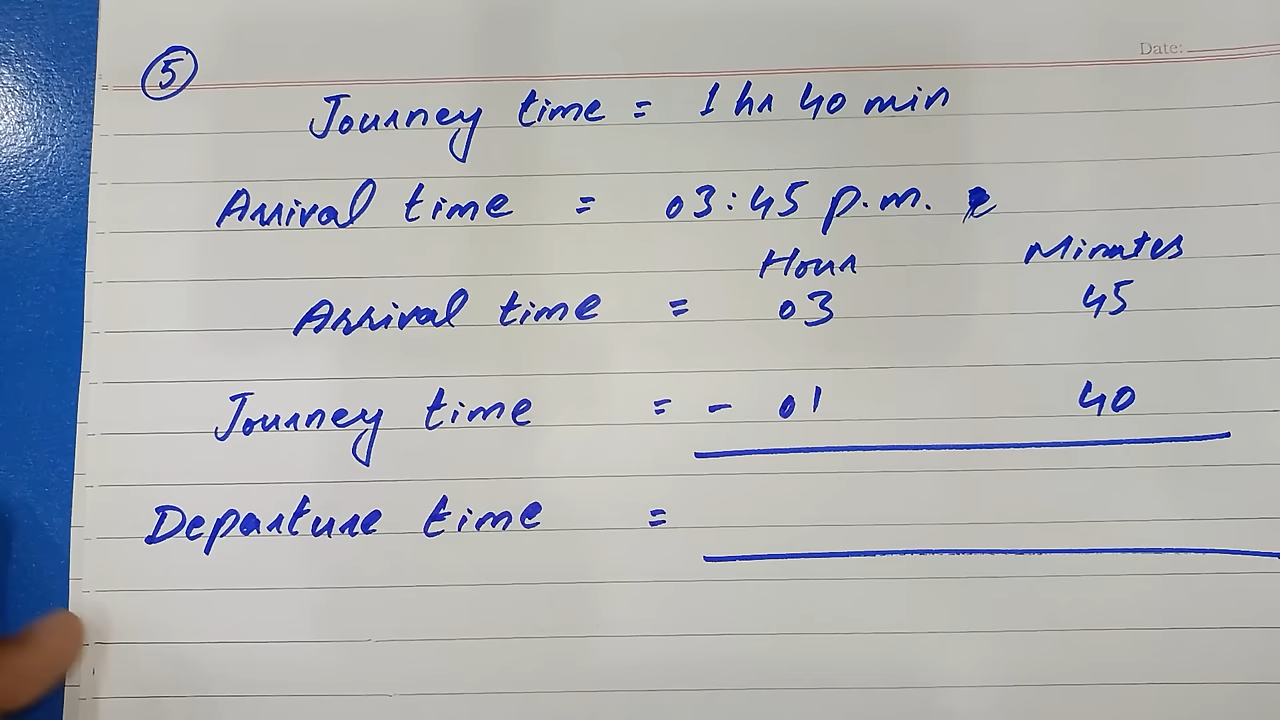 Date:
5
Journey time = 1 hr 40 min
Arrival time = 03:45 p.m.
Hour Minutes
Arrival time = 03 45
Journey time = - 01 40
Departure time =